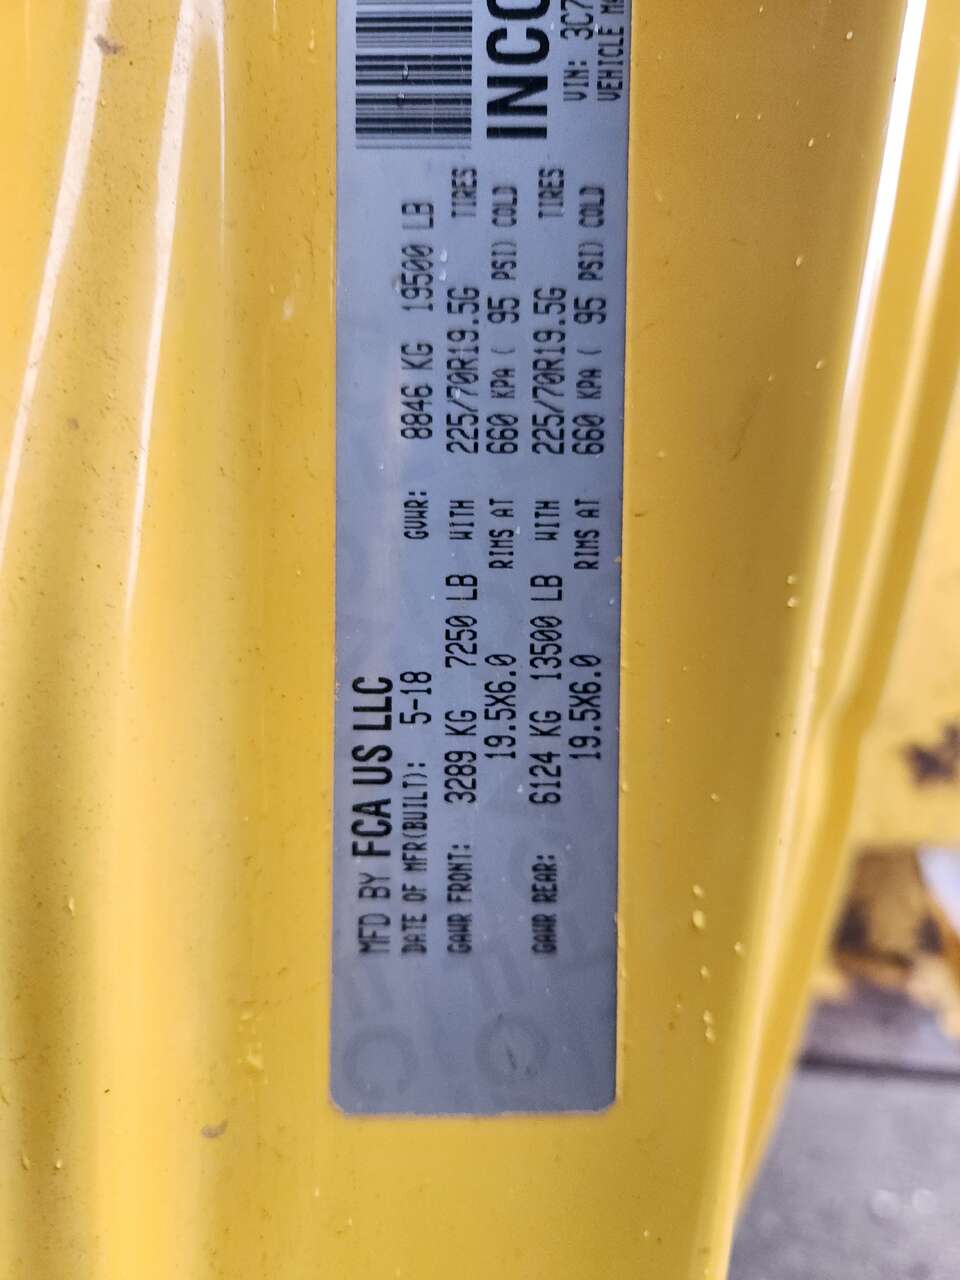 MFD BY FCA US LLC
DATE OF MFR(BUILT): 5-18 GVWR: 8846 KG 19500 LB
GAWR FRONT: 3289 KG 7250 LB WITH 225/70R19.5G TIRES
19.5X6.0 RIMS AT 660 KPA ( 95 PSI) COLD
GAWR REAR: 6124 KG 13500 LB WITH 225/70R19.5G TIRES
19.5X6.0 RIMS AT 660 KPA ( 95 PSI) COLD
INCO
VIN: 3C7
VEHICLE MA